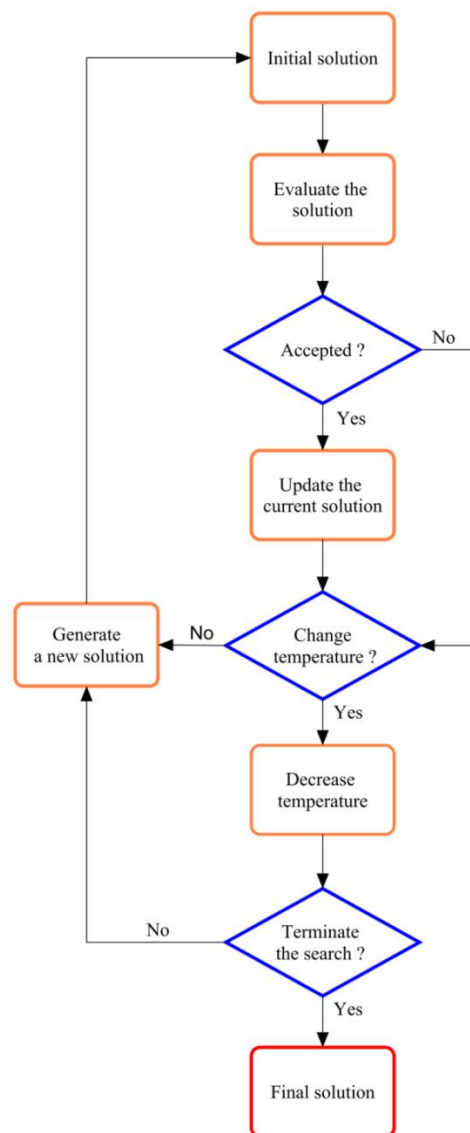 Initial solution
Evaluate the
solution
Accepted ?
No
Yes
Update the
current solution
Generate
a new solution
No
Change
temperature ?
Yes
Decrease
temperature
No
Terminate
the search ?
Yes
Final solution